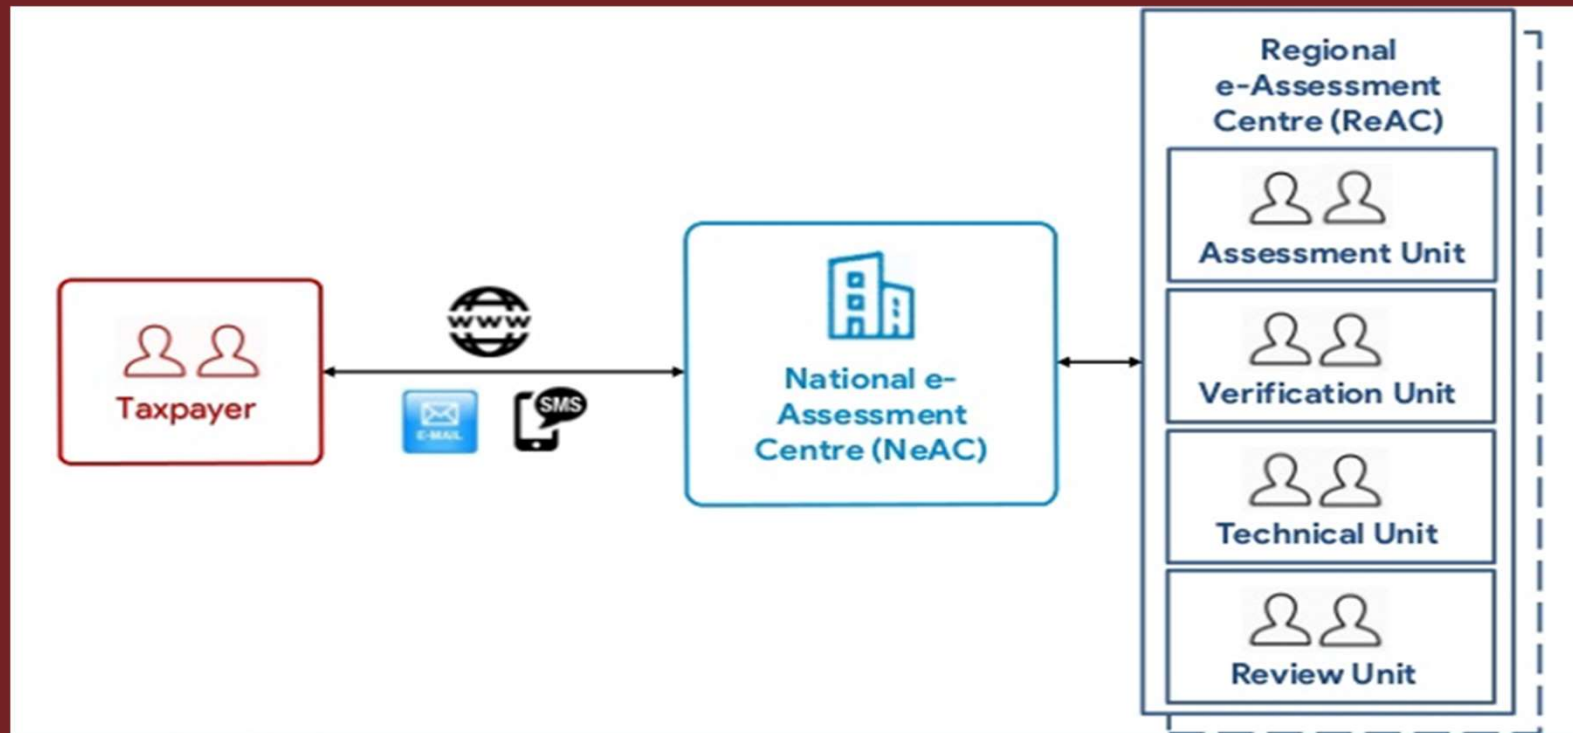 Regional
e-Assessment
Centre (ReAC)
Assessment Unit
Verification Unit
Technical Unit
Review Unit
www
E-MAIL
SMS
Taxpayer
National e-
Assessment
Centre (NeAC)